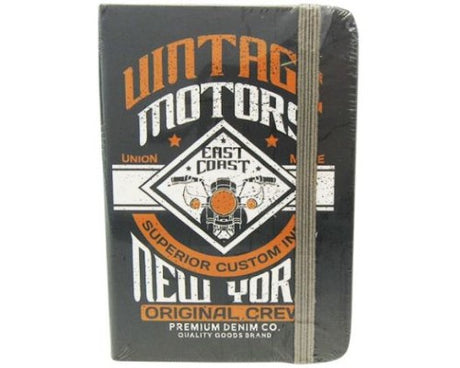 VINTAG
MOTORS
UNION M E
EAST
COAST
SUPERIOR CUSTOM IN
NEW YOR
ORIGINAL CREW
PREMIUM DENIM CO.
QUALITY GOODS BRAND